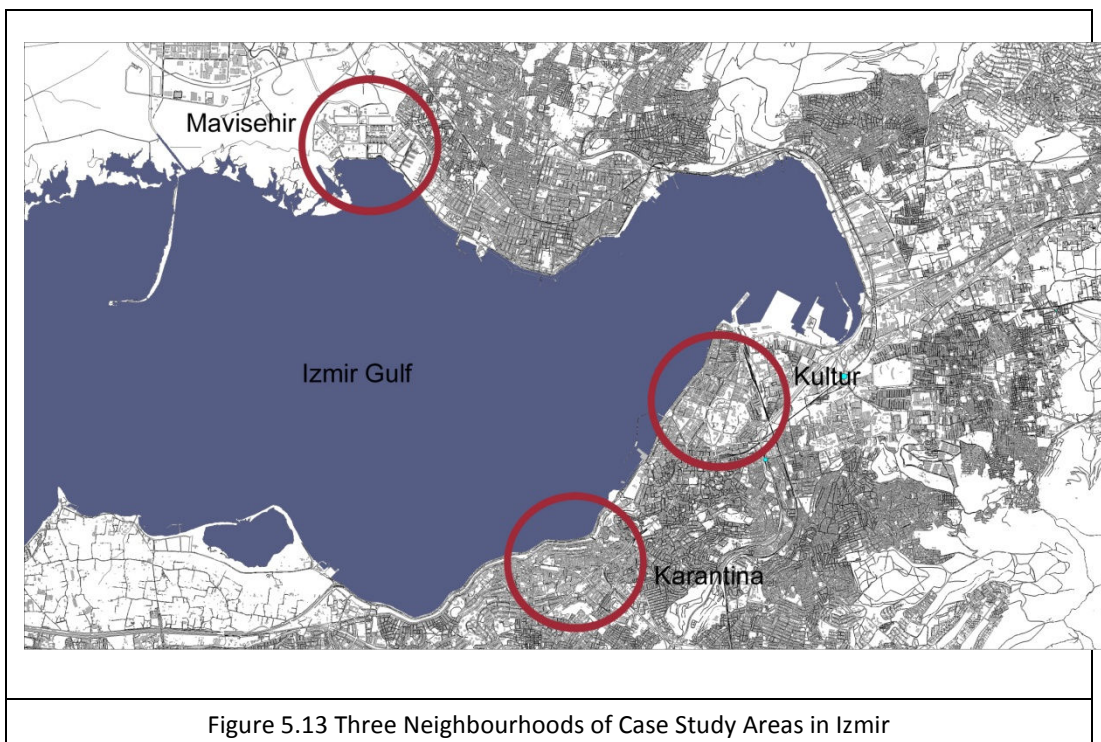 Mavisehir
Izmir Gulf
Kultur
Karantina
Figure 5.13 Three Neighbourhoods of Case Study Areas in Izmir